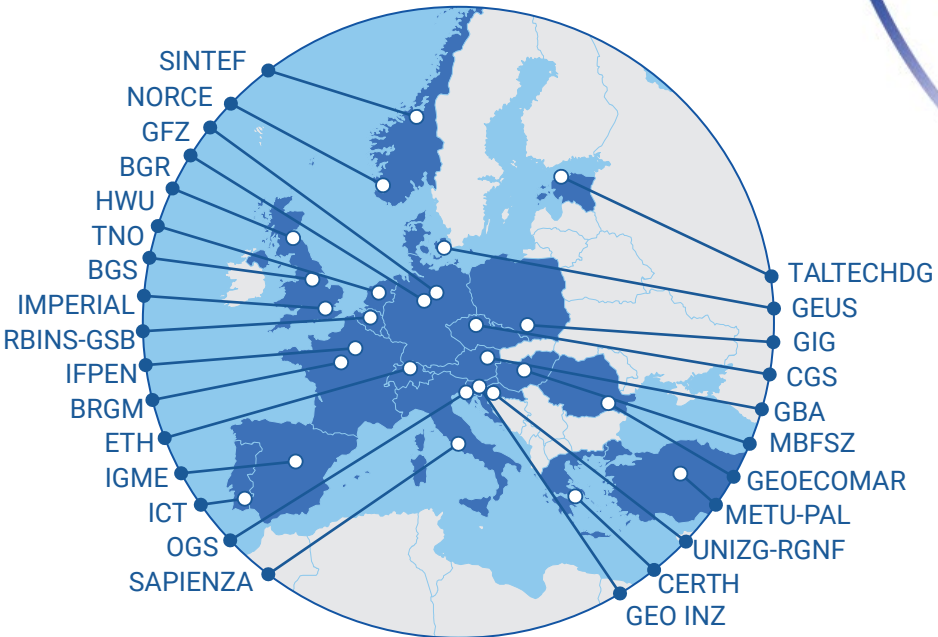 SINTEF
NORCE
GFZ
BGR
HWU
TNO
BGS
IMPERIAL
RBINS-GSB
IFPEN
BRGM
ETH
IGME
ICT
OGS
SAPIENZA
TALTECHDG
GEUS
GIG
CGS
GBA
MBFSZ
GEOECOMAR
METU-PAL
UNIZG-RGNF
CERTH
GEO INZ